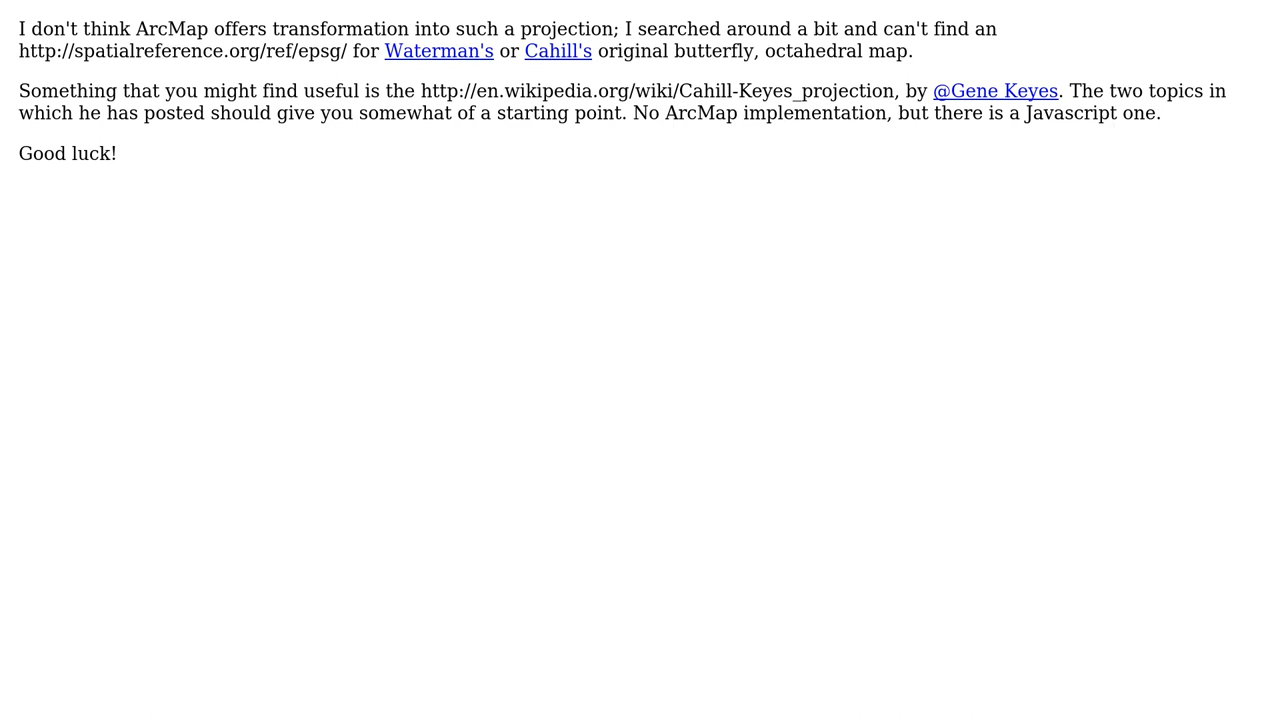 I don't think ArcMap offers transformation into such a projection; I searched around a bit and can't find an
http://spatialreference.org/ref/epsg/ for Waterman's or Cahill's original butterfly, octahedral map.
Something that you might find useful is the http://en.wikipedia.org/wiki/Cahill-Keyes_projection, by @Gene Keyes. The two topics in
which he has posted should give you somewhat of a starting point. No ArcMap implementation, but there is a Javascript one.
Good luck!